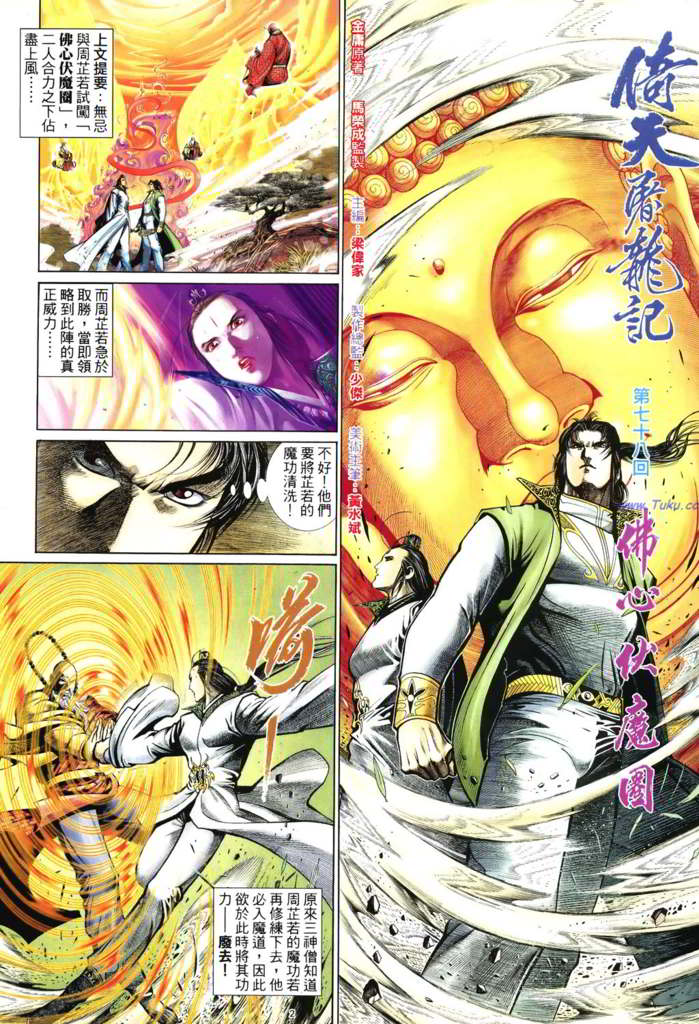 倚天屠龍記
第七十八回
www.Tuku.cc
佛心伏魔圈
金庸原著
馬榮成監製
主編：梁偉家
製作總監：少傑
美術主筆：黃水斌
上文提要：無忌
與周芷若試闖「
佛心伏魔圈」，
二人合力之下佔
盡上風……
而周芷若急於
取勝，當即領
略到此陣的真
正威力……
不好！他們
要將芷若的
魔功清洗！
原來三神僧知道
周芷若的魔功若
再修練下去，他
必入魔道，因此
欲於此時將其功
力——廢去！
2